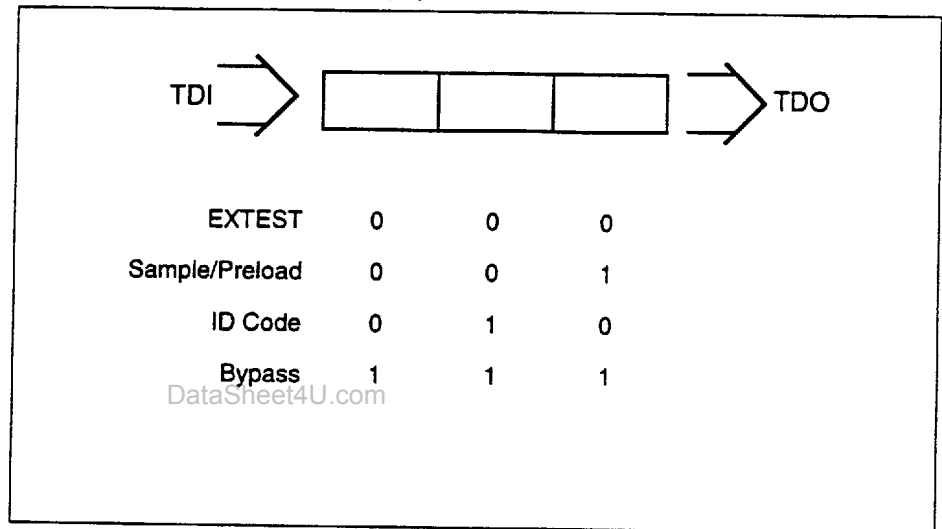 TDI TDO
EXTEST 0 0 0
Sample/Preload 0 0 1
ID Code 0 1 0
Bypass 1 1 1
DataSheet4U.com